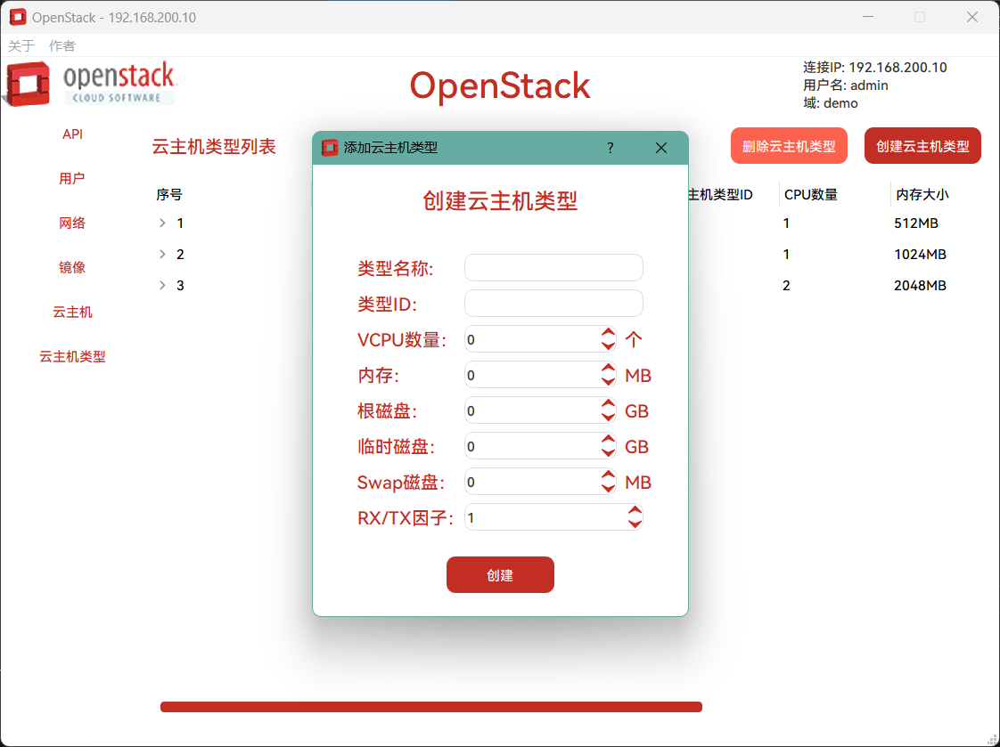 OpenStack - 192.168.200.10
关于 作者
openstack
CLOUD SOFTWARE
OpenStack
连接IP: 192.168.200.10
用户名: admin
域: demo
API
用户
网络
镜像
云主机
云主机类型
云主机类型列表
删除云主机类型
创建云主机类型
序号 主机类型ID CPU数量 内存大小
1 1 512MB
2 1 1024MB
3 2 2048MB
添加云主机类型 ?
创建云主机类型
类型名称:
类型ID:
VCPU数量: 0 个
内存: 0 MB
根磁盘: 0 GB
临时磁盘: 0 GB
Swap磁盘: 0 MB
RX/TX因子: 1
创建